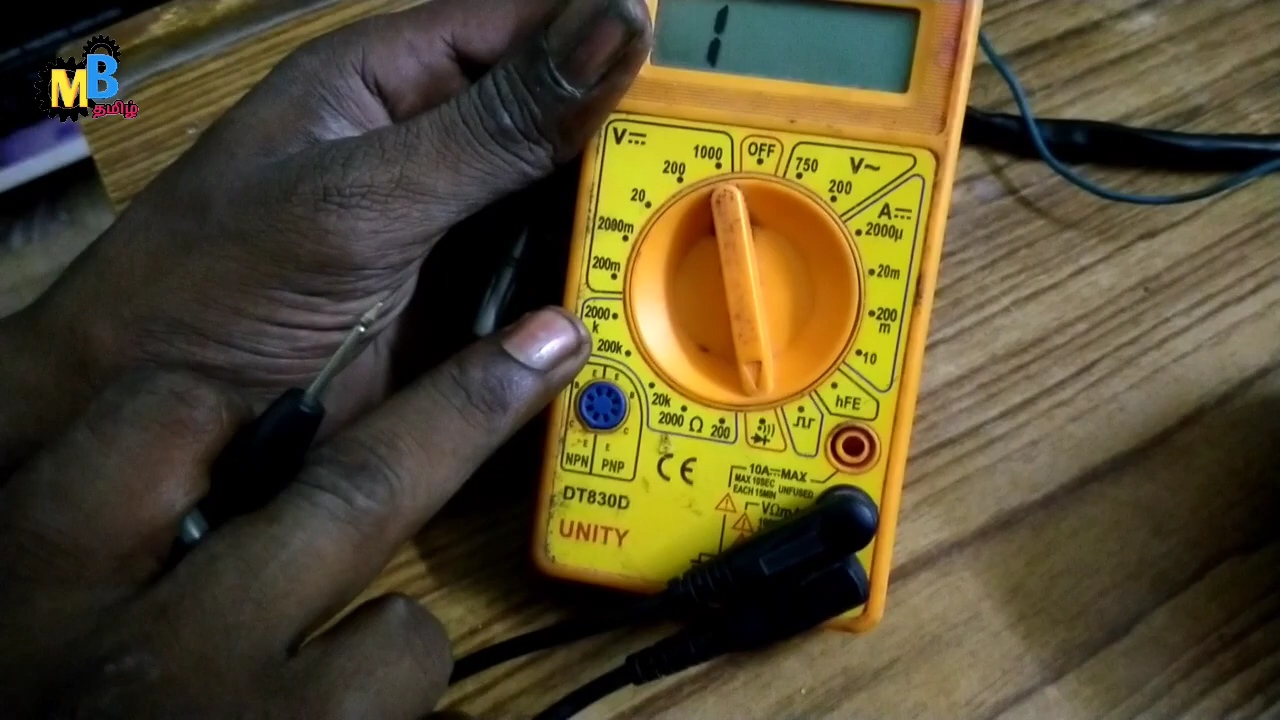 MB
தமிழ்
1
V⎓
OFF
V~
1000
750
200
200
20
A⎓
2000μ
2000m
200m
20m
200
m
2000
k
200k
10
20k
2000 Ω 200
hFE
E E
B B
C C
E E
NPN PNP
CE
10A⎓MAX
MAX 10SEC UNFUSED
EACH 15MIN
DT830D
UNITY